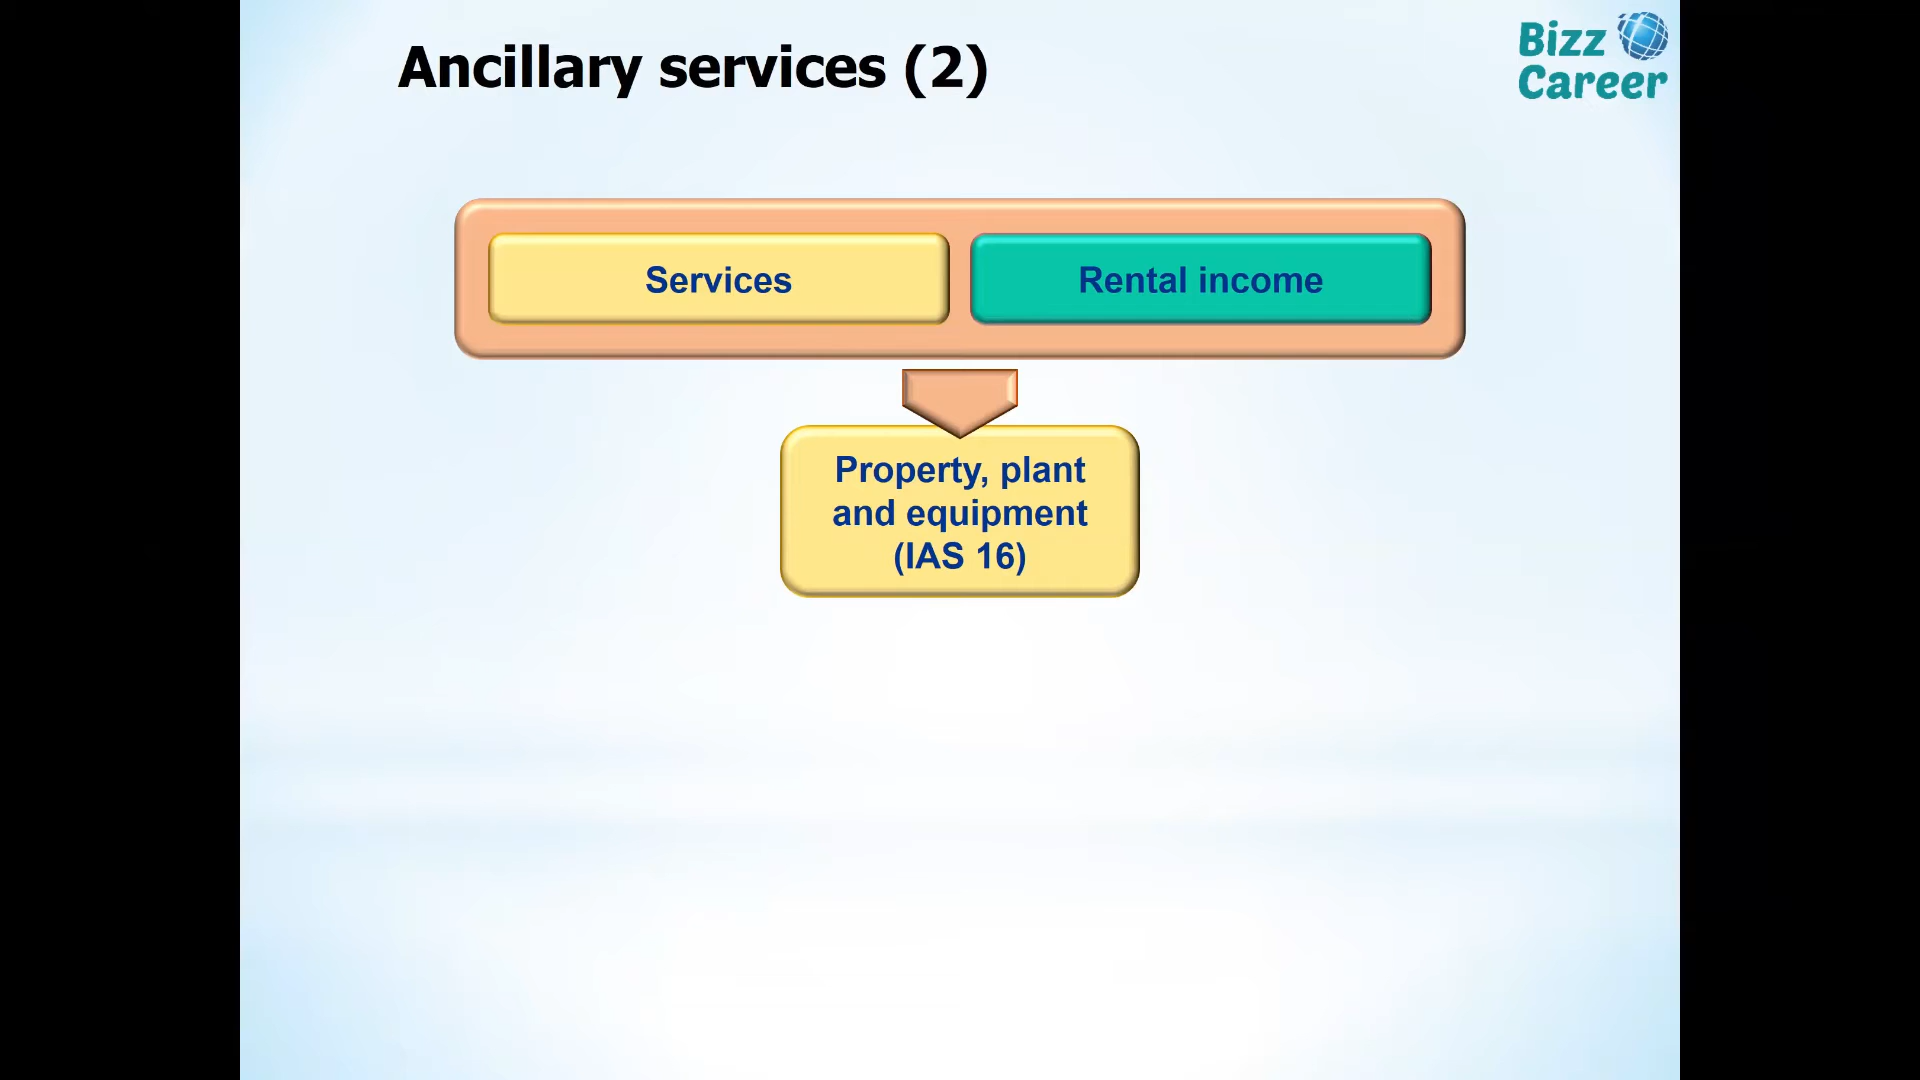 Ancillary services (2)
Bizz
Career
Services
Rental income
Property, plant
and equipment
(IAS 16)